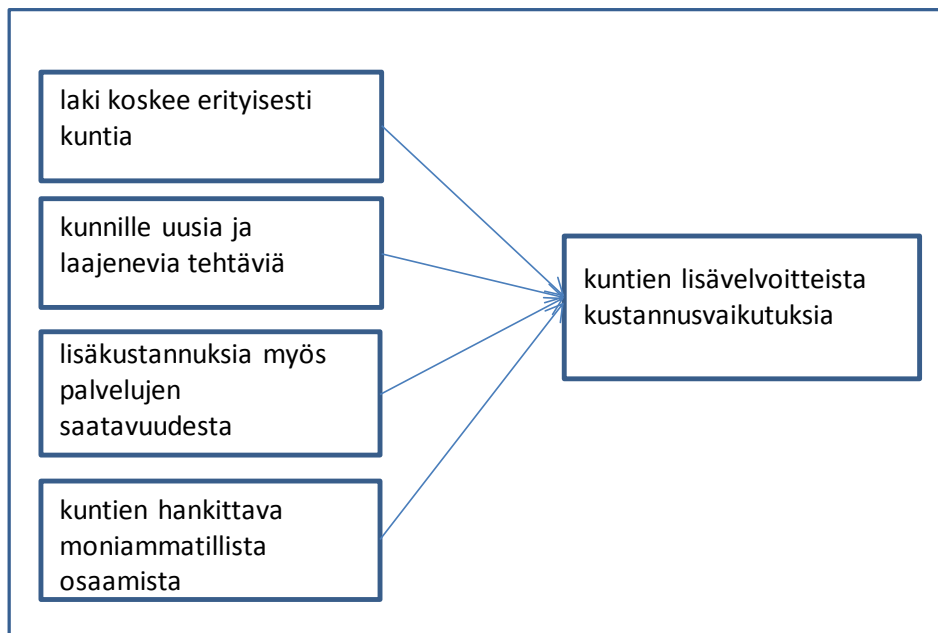 laki koskee erityisesti
kuntia
kunnille uusia ja
laajenevia tehtäviä
lisäkustannuksia myös
palvelujen
saatavuudesta
kuntien hankittava
moniammatillista
osaamista
kuntien lisävelvoitteista
kustannusvaikutuksia